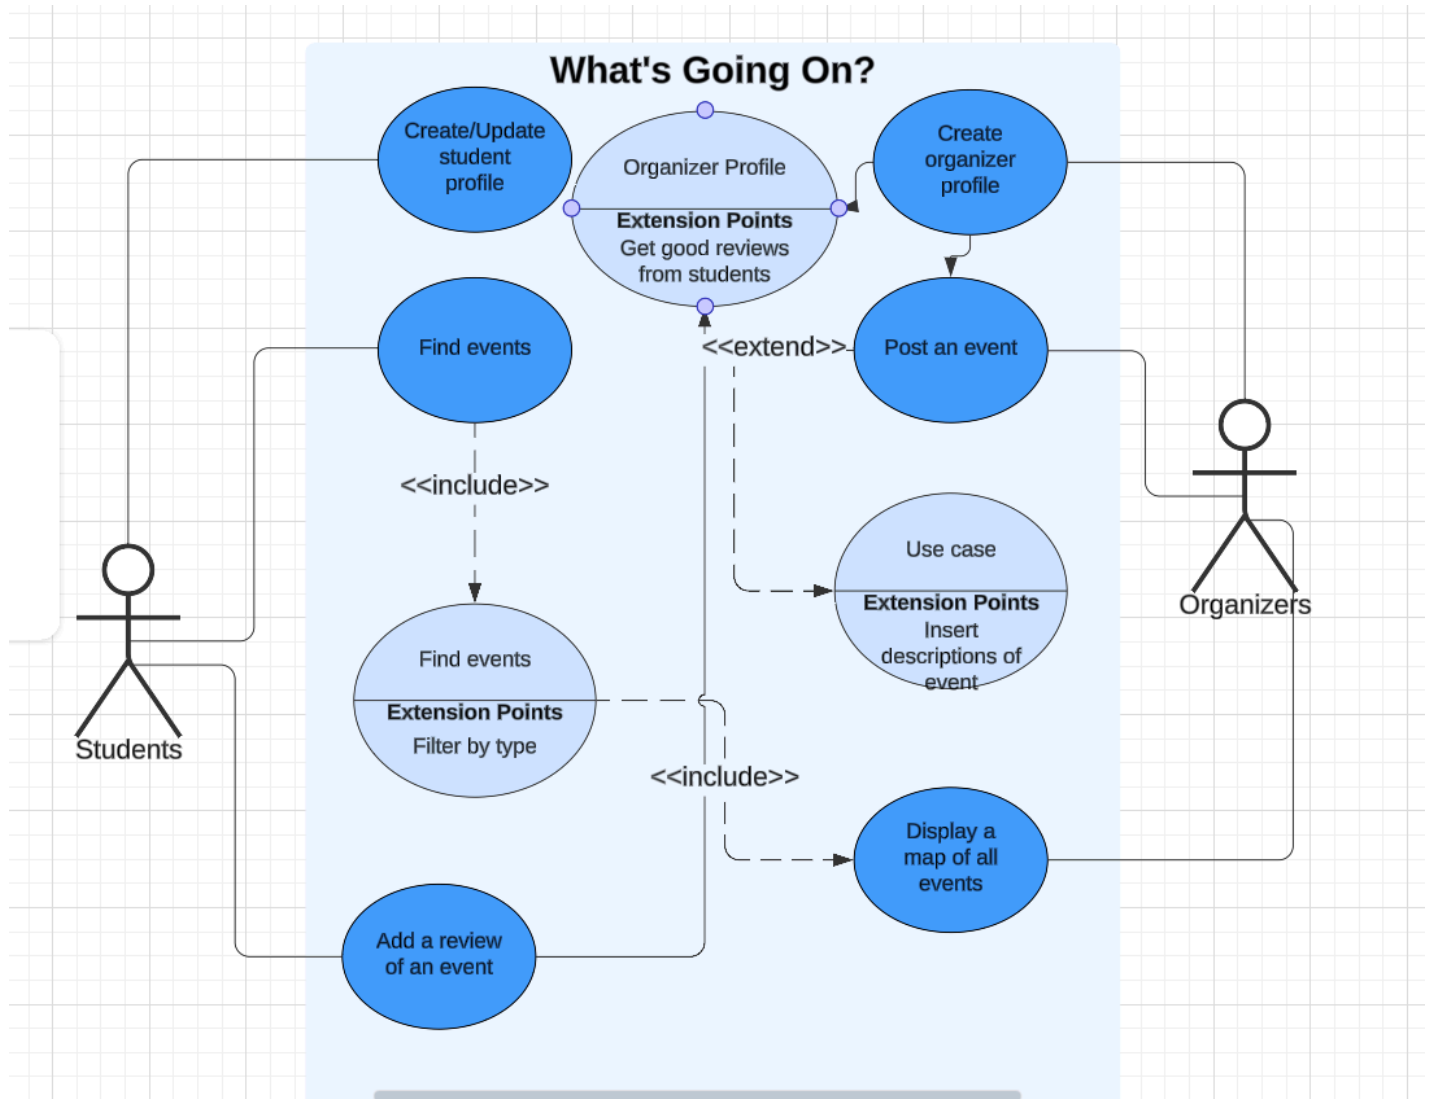 What's Going On?
Create/Update
student
profile
Organizer Profile
Extension Points
Get good reviews
from students
Create
organizer
profile
Find events
<<extend>>
Post an event
<<include>>
Use case
Extension Points
Insert
descriptions of
event
Organizers
Find events
Extension Points
Filter by type
Students
<<include>>
Display a
map of all
events
Add a review
of an event